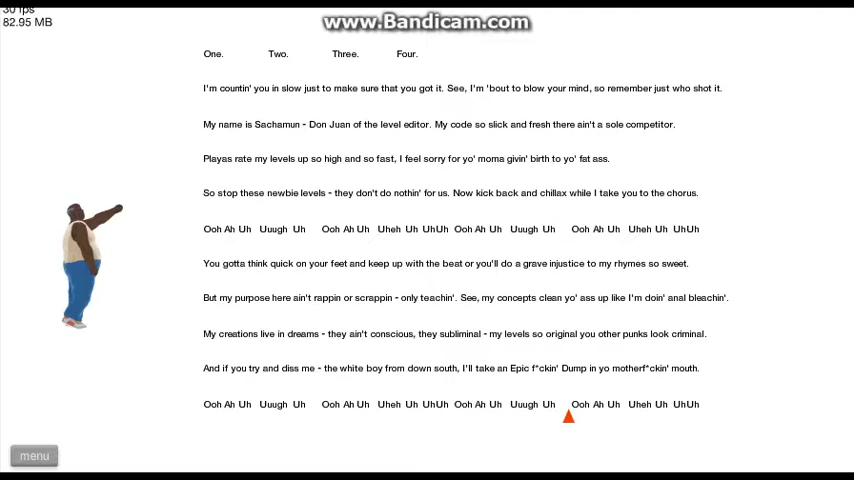 30 fps
82.95 MB
www.Bandicam.com
One. Two. Three. Four.
I'm countin' you in slow just to make sure that you got it. See, I'm 'bout to blow your mind, so remember just who shot it.
My name is Sachamun - Don Juan of the level editor. My code so slick and fresh there ain't a sole competitor.
Playas rate my levels up so high and so fast, I feel sorry for yo' moma givin' birth to yo' fat ass.
So stop these newbie levels - they don't do nothin' for us. Now kick back and chillax while I take you to the chorus.
Ooh Ah Uh Uuugh Uh Ooh Ah Uh Uheh Uh UhUh Ooh Ah Uh Uuugh Uh Ooh Ah Uh Uheh Uh UhUh
You gotta think quick on your feet and keep up with the beat or you'll do a grave injustice to my rhymes so sweet.
But my purpose here ain't rappin or scrappin - only teachin'. See, my concepts clean yo' ass up like I'm doin' anal bleachin'.
My creations live in dreams - they ain't conscious, they subliminal - my levels so original you other punks look criminal.
And if you try and diss me - the white boy from down south, I'll take an Epic f*ckin' Dump in yo motherf*ckin' mouth.
Ooh Ah Uh Uuugh Uh Ooh Ah Uh Uheh Uh UhUh Ooh Ah Uh Uuugh Uh Ooh Ah Uh Uheh Uh UhUh
menu